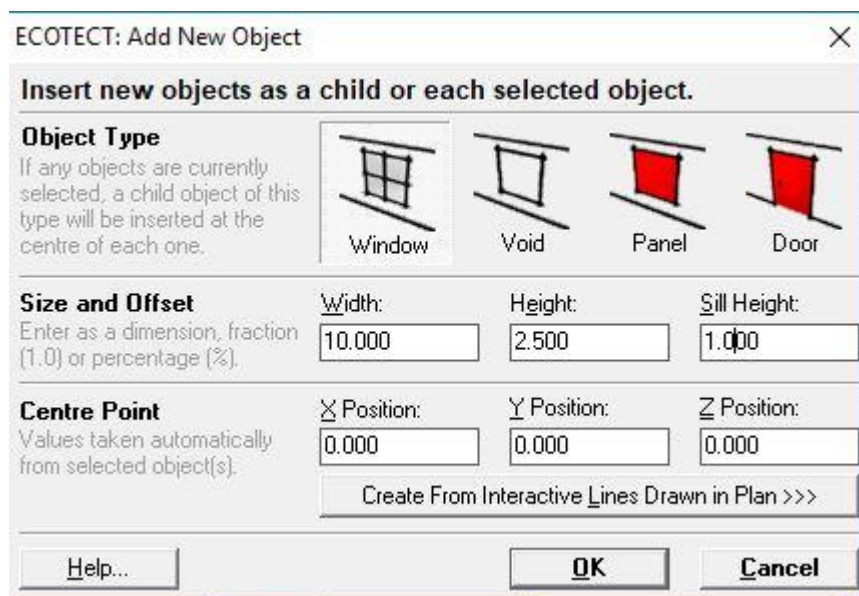 ECOTECT: Add New Object
Insert new objects as a child or each selected object.
Object Type
If any objects are currently
selected, a child object of this
type will be inserted at the
centre of each one.
Window
Void
Panel
Door
Size and Offset
Enter as a dimension, fraction
(1.0) or percentage (%).
Width:
Height:
Sill Height:
10.000
2.500
1.000
Centre Point
Values taken automatically
from selected object(s).
X Position:
Y Position:
Z Position:
0.000
0.000
0.000
Create From Interactive Lines Drawn in Plan >>>
Help...
OK
Cancel